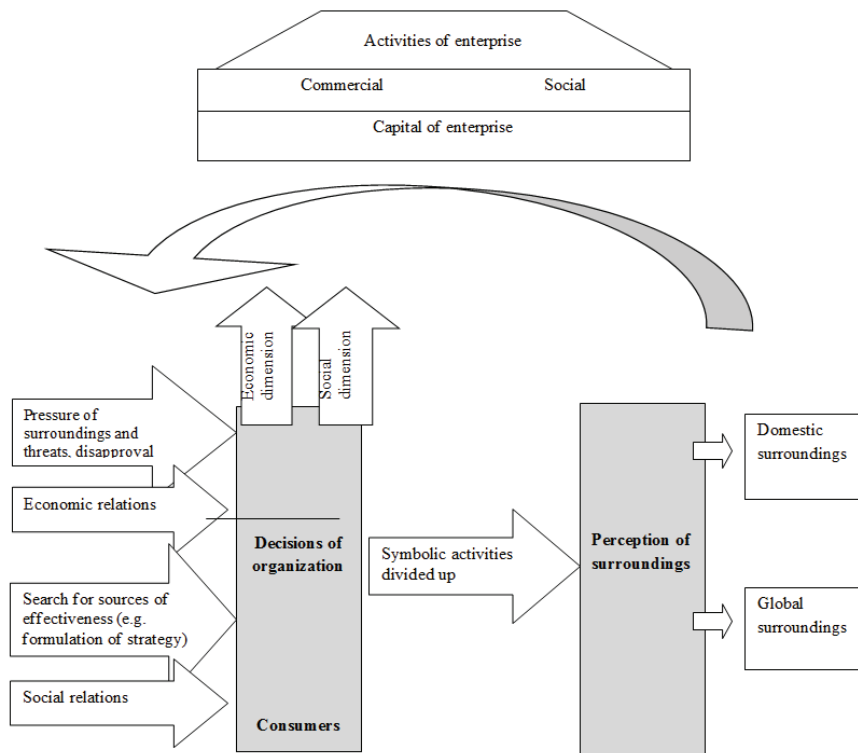 Activities of enterprise
Commercial
Social
Capital of enterprise
Economic
dimension
Social
dimension
Pressure of
surroundings and
threats, disapproval
Economic relations
Search for sources of
effectiveness (e.g.
formulation of strategy)
Social relations
Decisions of
organization
Consumers
Symbolic activities
divided up
Perception of
surroundings
Domestic
surroundings
Global
surroundings